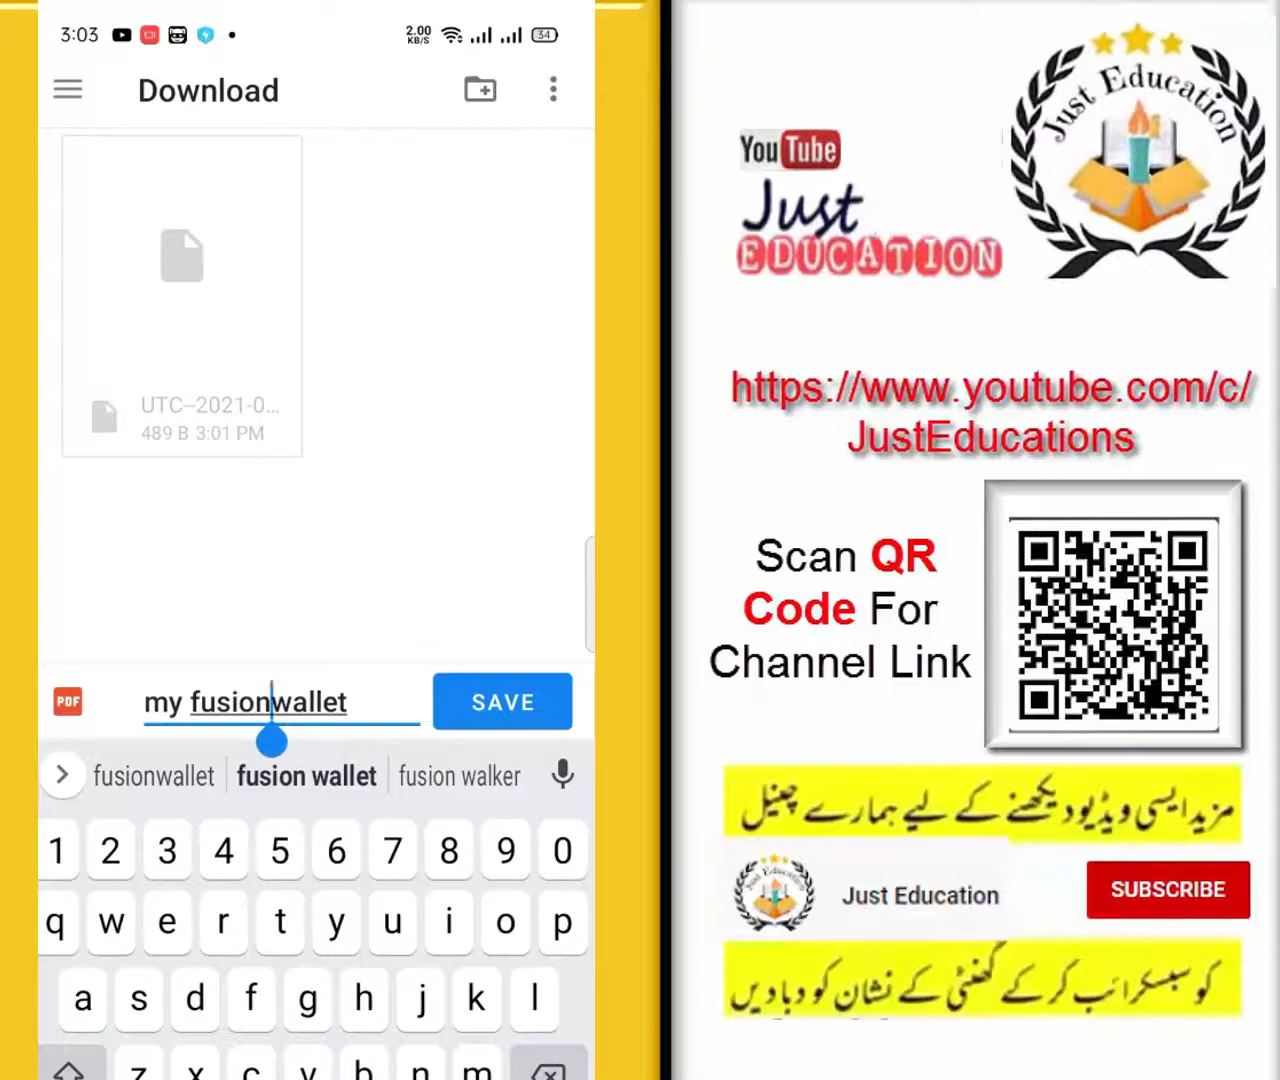 3:03
2.00
KB/S
34
Download
UTC–2021-0...
489 B 3:01 PM
PDF
my fusionwallet
SAVE
fusionwallet
fusion wallet
fusion walker
1 2 3 4 5 6 7 8 9 0
q w e r t y u i o p
a s d f g h j k l
z x c v b n m
YouTube
Just
EDUCATION
Just Education
https://www.youtube.com/c/
JustEducations
Scan QR
Code For
Channel Link
مزید ایسی ویڈیو دیکھنے کے لیے ہمارے چینل
Just Education
Just Education
SUBSCRIBE
کو سبسکرائب کر کے گھنٹی کے نشان کو دبا دیں